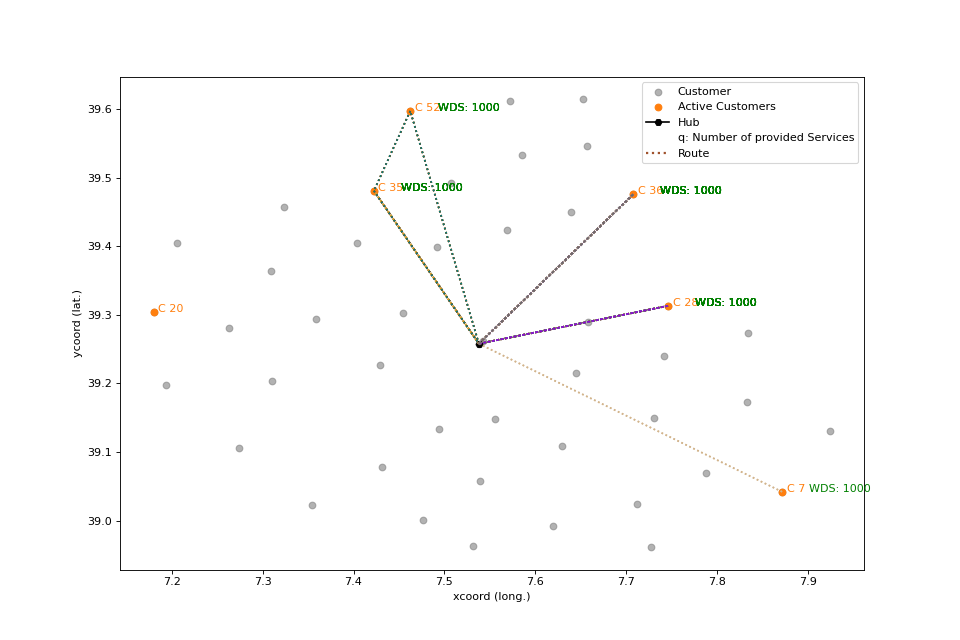 Customer
Active Customers
Hub
q: Number of provided Services
Route
39.6
39.5
39.4
39.3
39.2
39.1
39.0
ycoord (lat.)
C 52 WDS: 1000
C 35 WDS: 1000
C 36 WDS: 1000
C 20
WDS: 1000
C 7 WDS: 1000
7.2 7.3 7.4 7.5 7.6 7.7 7.8 7.9
xcoord (long.)